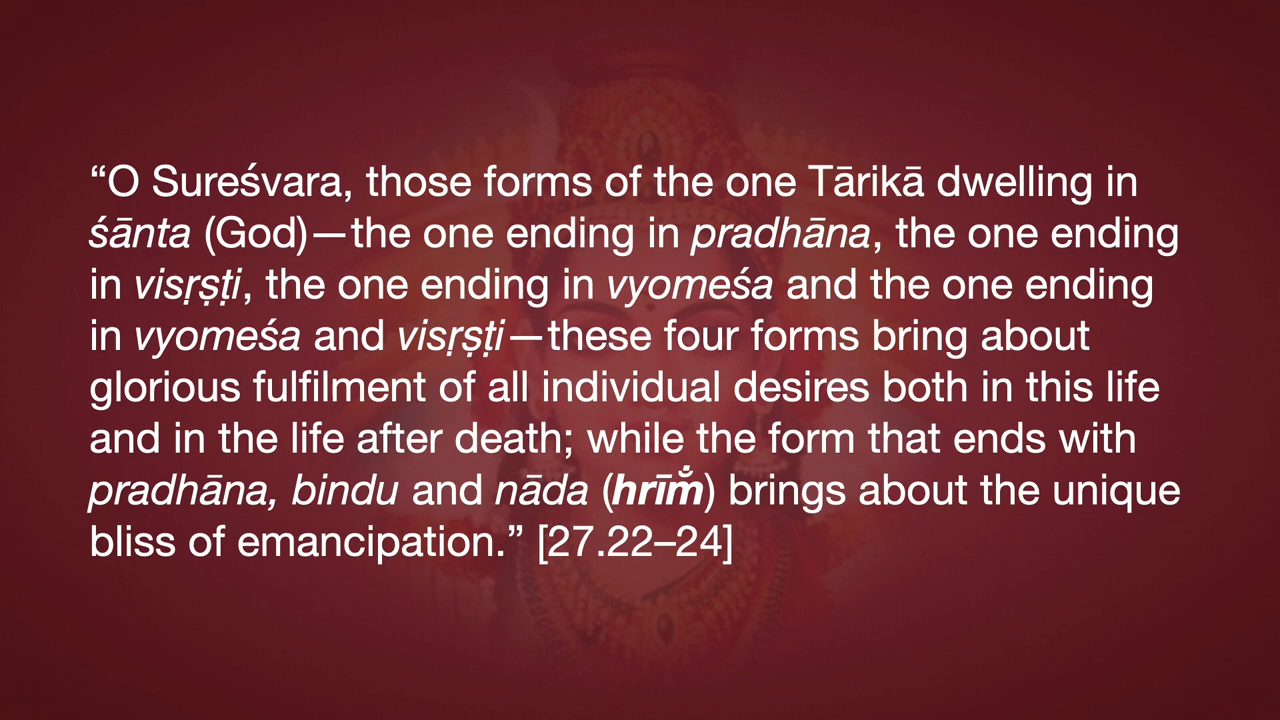 “O Sureśvara, those forms of the one Tārikā dwelling in
śānta (God)—the one ending in pradhāna, the one ending
in visṛṣṭi, the one ending in vyomeśa and the one ending
in vyomeśa and visṛṣṭi—these four forms bring about
glorious fulfilment of all individual desires both in this life
and in the life after death; while the form that ends with
pradhāna, bindu and nāda (hrīm̐) brings about the unique
bliss of emancipation.” [27.22–24]